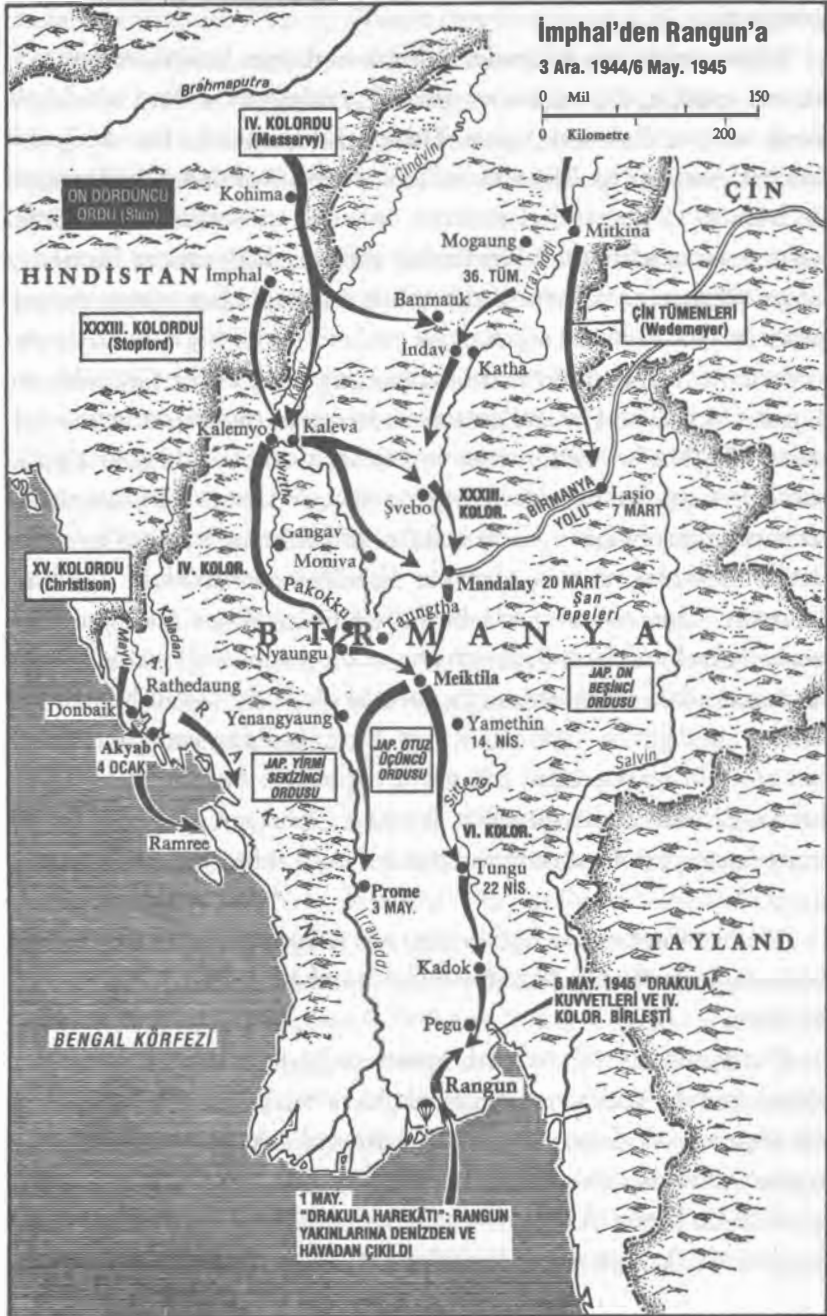 İmphal'den Rangun'a
3 Ara. 1944/6 May. 1945
0 Mil 150
0 Kilometre 200
Brahmaputra
IV. KOLORDU
(Messervy)
Çindvin
ON DÖRDÜNCÜ
ORDU (Slim)
Kohima
ÇİN
Mogaung
Mitkina
HİNDİSTAN
İmphal
36. TÜM.
Irravaddi
Banmauk
ÇİN TÜMENLERİ
(Wedemeyer)
XXXIII. KOLORDU
(Stopford)
İndav
Katha
Kalemyo
Kaleva
Myittha
Şvebo
XXXIII.
KOLOR.
BİRMANYA
YOLU
Laşio
7 MART
Gangav
Moniva
XV. KOLORDU
(Christison)
IV. KOLOR.
Mandalay
20 MART
Şan
Tepeleri
Pakokku
Taungtha
Mayu
Kaladan
BİRMANYA
Nyaungu
Meiktila
JAP. ON
BEŞİNCİ
ORDUSU
Rathedaung
Donbaik
Yenangyaung
Yamethin
14. NİS.
Akyab
4 OCAK
JAP. YİRMİ
SEKİZİNCİ
ORDUSU
JAP. OTUZ
ÜÇÜNCÜ
ORDUSU
Salvin
Sittang
Ramree
VI. KOLOR.
Tungu
22 NİS.
Prome
3 MAY.
Irravaddi
TAYLAND
Kadok
6 MAY. 1945 "DRAKULA"
KUVVETLERİ VE IV.
KOLOR. BİRLEŞTİ
Pegu
BENGAL KÖRFEZİ
Rangun
1 MAY.
"DRAKULA HAREKÂTI": RANGUN
YAKINLARINA DENİZDEN VE
HAVADAN ÇIKILDI